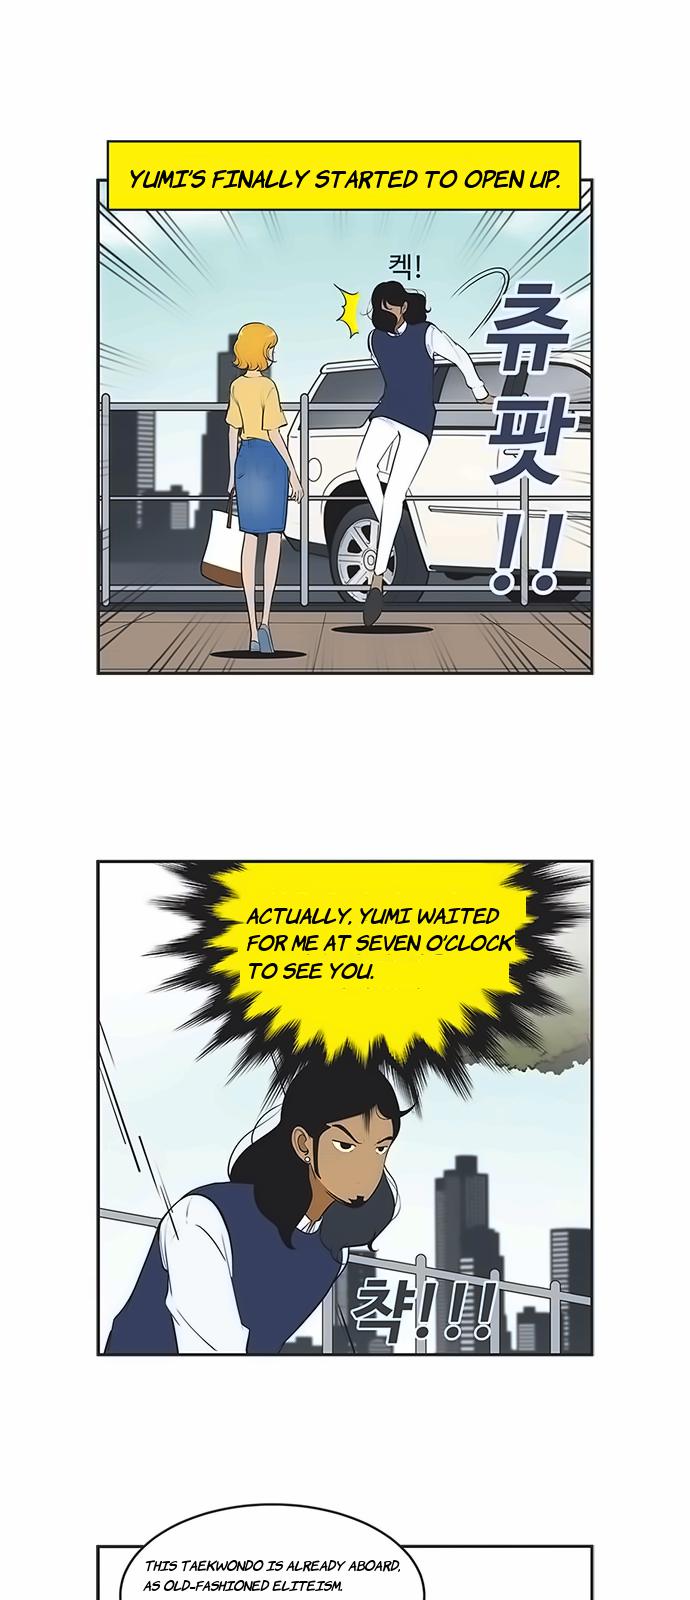 YUMI'S FINALLY STARTED TO OPEN UP.
켁!
츄
팟
!!
ACTUALLY, YUMI WAITED
FOR ME AT SEVEN O'CLOCK
TO SEE YOU.
챡!!!
THIS TAEKWONDO IS ALREADY ABOARD,
AS OLD-FASHIONED ELITEISM.